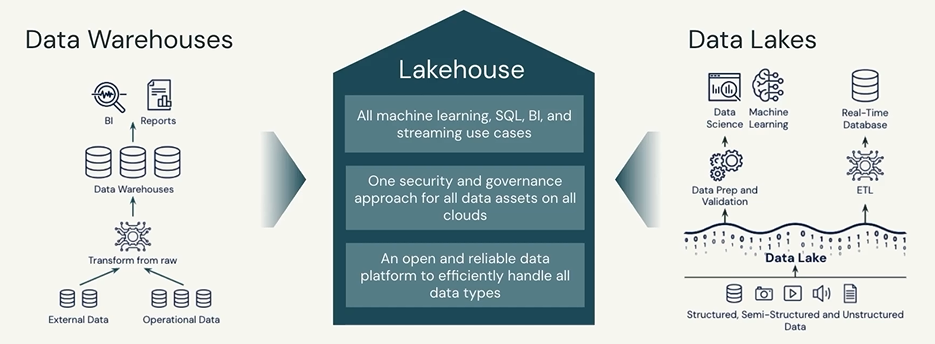 Data Warehouses
BI
Reports
Data Warehouses
Transform from raw
External Data
Operational Data
Lakehouse
All machine learning, SQL, BI, and
streaming use cases
One security and governance
approach for all data assets on all
clouds
An open and reliable data
platform to efficiently handle all
data types
Data Lakes
Data
Science
Machine
Learning
Real-Time
Database
Data Prep and
Validation
ETL
Data Lake
Structured, Semi-Structured and Unstructured
Data